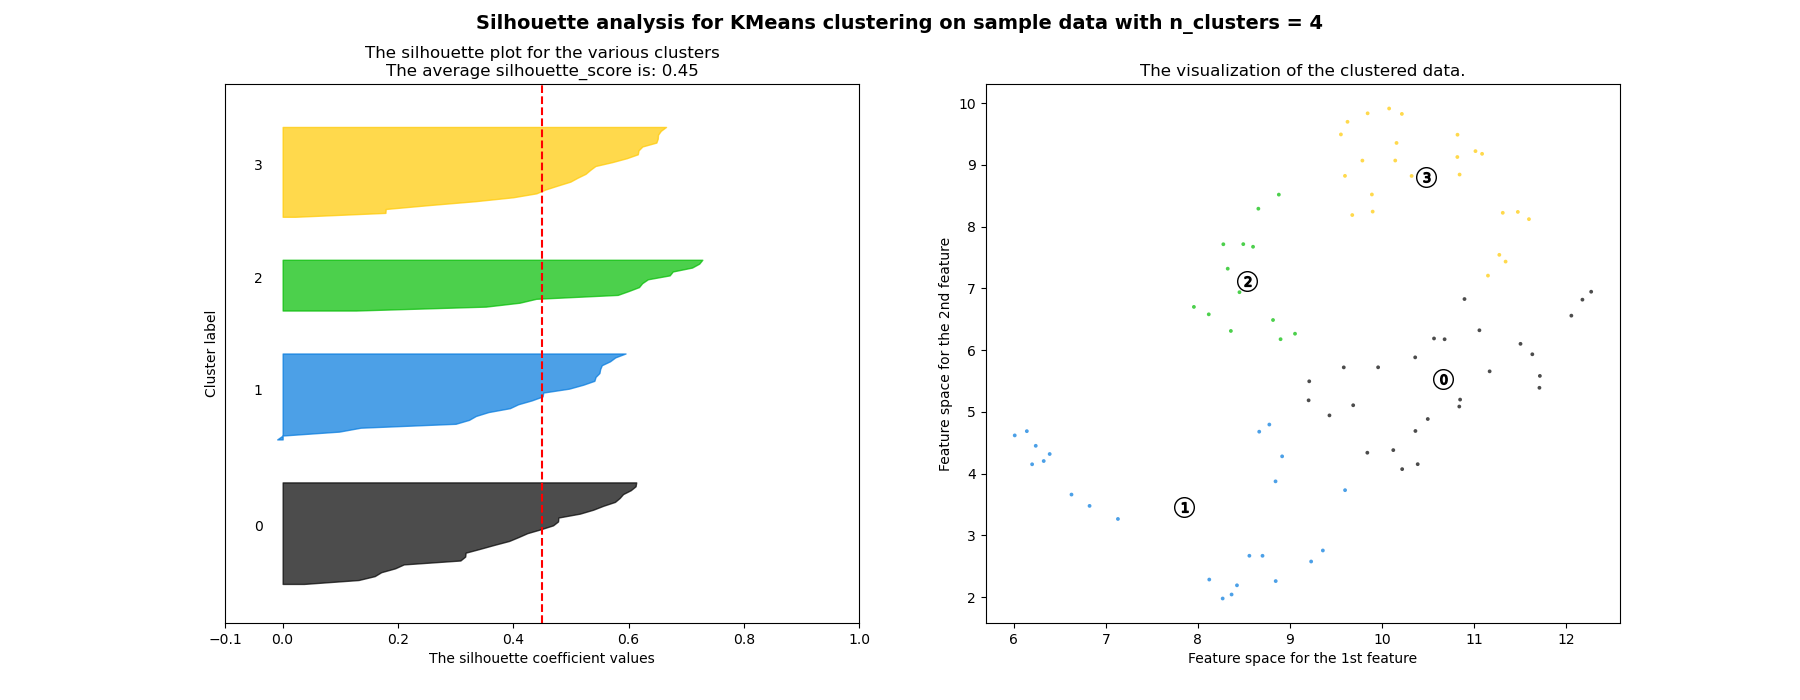 Silhouette analysis for KMeans clustering on sample data with n_clusters = 4
The silhouette plot for the various clusters
The average silhouette_score is: 0.45
Cluster label
3
2
1
0
−0.1 0.0 0.2 0.4 0.6 0.8 1.0
The silhouette coefficient values
The visualization of the clustered data.
Feature space for the 2nd feature
10
9
8
7
6
5
4
3
2
3
2
0
1
6 7 8 9 10 11 12
Feature space for the 1st feature